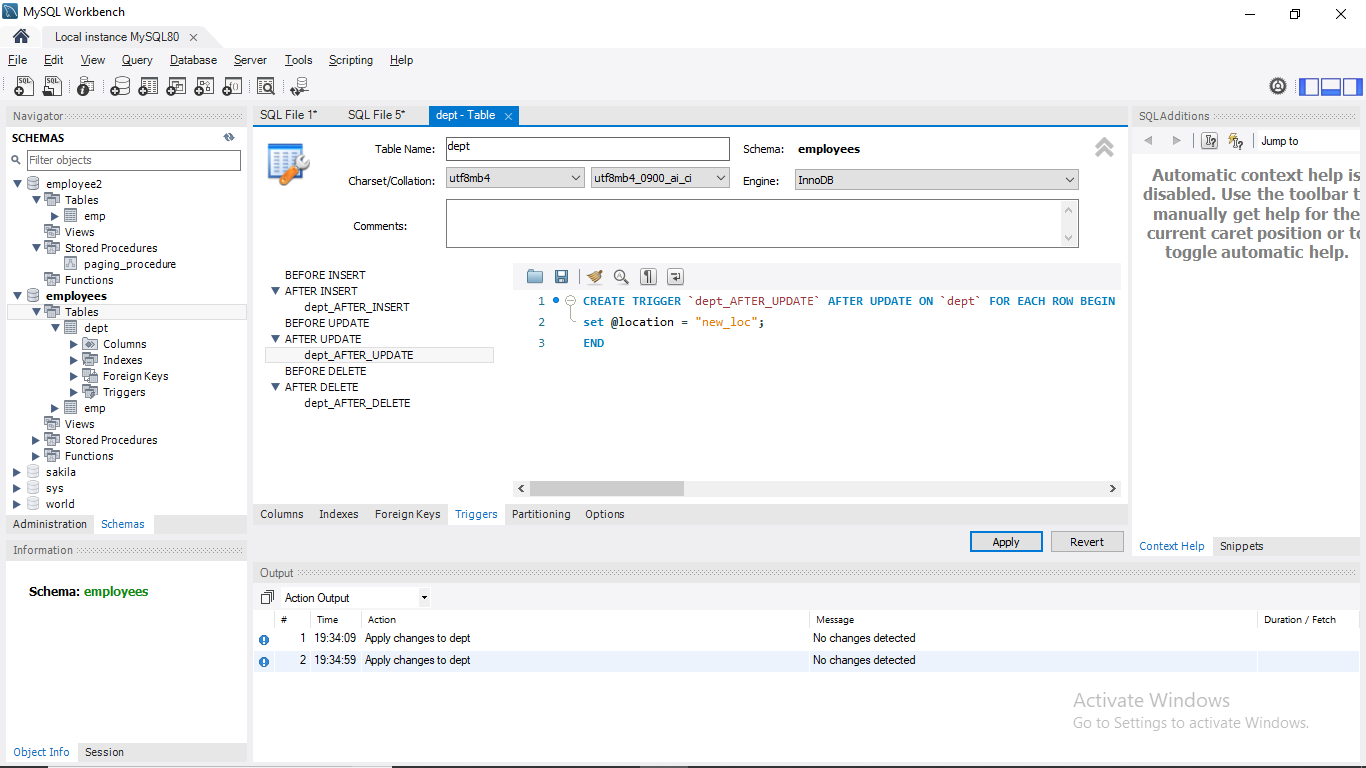 MySQL Workbench
Local instance MySQL80
File Edit View Query Database Server Tools Scripting Help
Navigator
SCHEMAS
Filter objects
employee2
Tables
emp
Views
Stored Procedures
paging_procedure
Functions
employees
Tables
dept
Columns
Indexes
Foreign Keys
Triggers
emp
Views
Stored Procedures
Functions
sakila
sys
world
Administration Schemas
Information
Schema: employees
Object Info Session
SQL File 1* SQL File 5* dept - Table
Table Name: dept Schema: employees
Charset/Collation: utf8mb4 utf8mb4_0900_ai_ci Engine: InnoDB
Comments:
BEFORE INSERT
AFTER INSERT
dept_AFTER_INSERT
BEFORE UPDATE
AFTER UPDATE
dept_AFTER_UPDATE
BEFORE DELETE
AFTER DELETE
dept_AFTER_DELETE
1 CREATE TRIGGER `dept_AFTER_UPDATE` AFTER UPDATE ON `dept` FOR EACH ROW BEGIN
2 set @location = "new_loc";
3 END
Columns Indexes Foreign Keys Triggers Partitioning Options
Apply Revert
Output
Action Output
# Time Action Message Duration / Fetch
1 19:34:09 Apply changes to dept No changes detected
2 19:34:59 Apply changes to dept No changes detected
SQLAdditions
Jump to
Automatic context help is
disabled. Use the toolbar t
manually get help for the
current caret position or to
toggle automatic help.
Context Help Snippets
Activate Windows
Go to Settings to activate Windows.